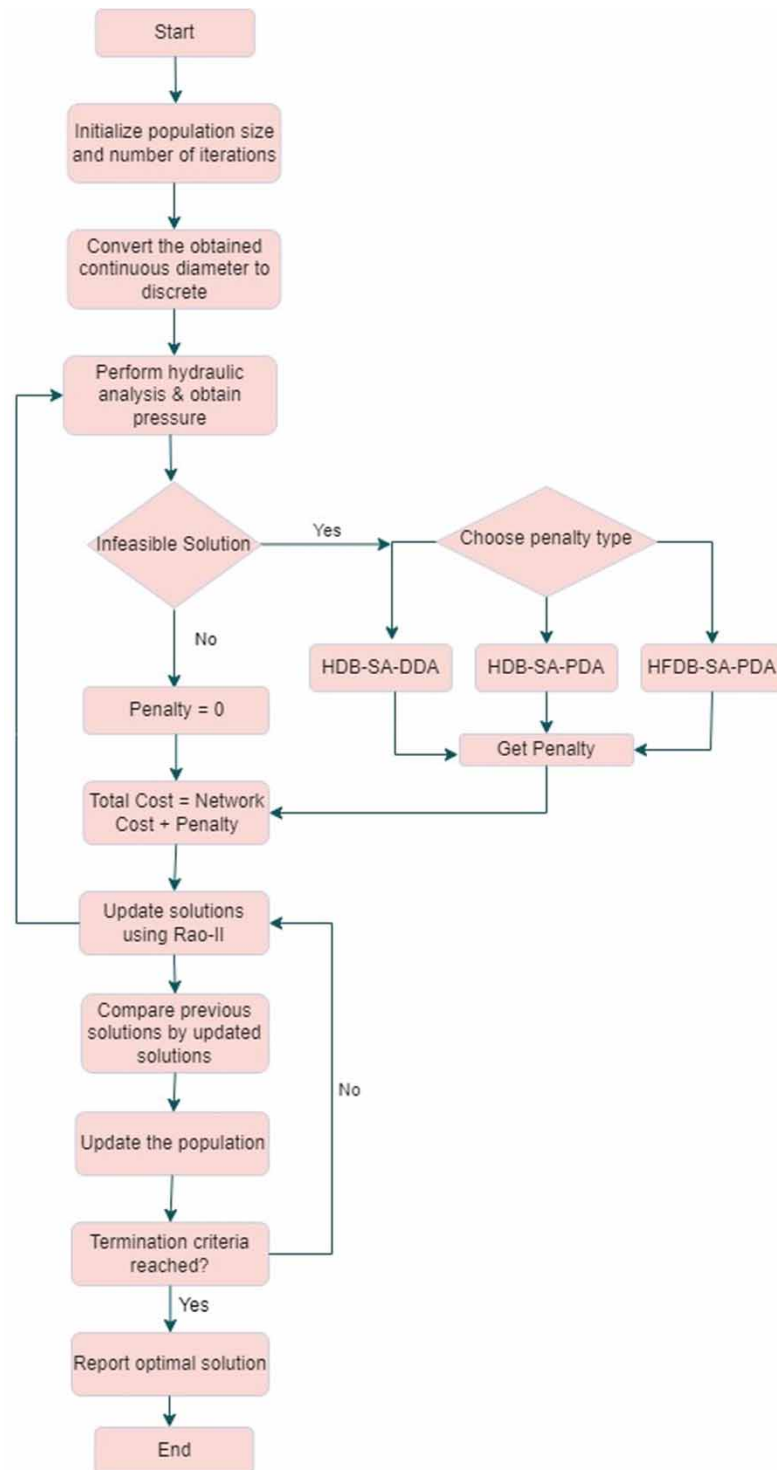 Start
Initialize population size
and number of iterations
Convert the obtained
continuous diameter to
discrete
Perform hydraulic
analysis & obtain
pressure
Infeasible Solution
Yes
Choose penalty type
No
HDB-SA-DDA
HDB-SA-PDA
HFDB-SA-PDA
Penalty = 0
Get Penalty
Total Cost = Network
Cost + Penalty
Update solutions
using Rao-II
Compare previous
solutions by updated
solutions
No
Update the population
Termination criteria
reached?
Yes
Report optimal solution
End